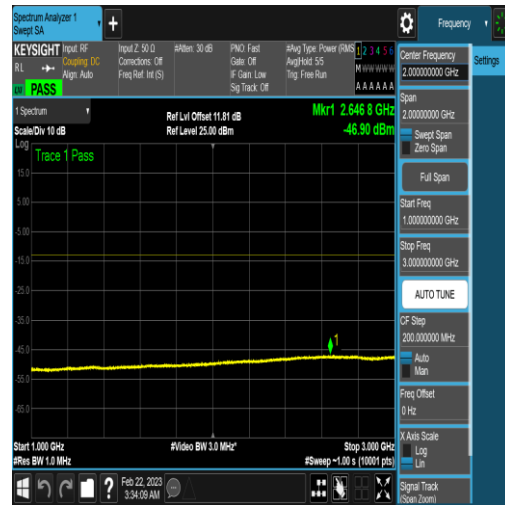 Spectrum Analyzer 1
Swept SA
Frequency
KEYSIGHT
Input: RF
Input Z: 50 Ω
#Atten: 30 dB
PNO: Fast
#Avg Type: Power (RMS
1 2 3 4 5 6
R L
Coupling: DC
Corrections: Off
Gate: Off
Avg|Hold: 5/5
M W W W W W
Align: Auto
Freq Ref: Int (S)
IF Gain: Low
Trig: Free Run
PASS
Sig Track: Off
A A A A A A
1 Spectrum
Ref Lvl Offset 11.81 dB
Mkr1 2.646 8 GHz
Scale/Div 10 dB
Ref Level 25.00 dBm
-46.90 dBm
Log
Trace 1 Pass
15.0
5.00
-5.00
-15.0
-25.0
-35.0
1
-45.0
-55.0
-65.0
Start 1.000 GHz
#Video BW 3.0 MHz*
Stop 3.000 GHz
#Res BW 1.0 MHz
#Sweep ~1.00 s (10001 pts)
Feb 22, 2023
3:34:09 AM
Center Frequency
2.000000000 GHz
Settings
Span
2.00000000 GHz
Swept Span
Zero Span
Full Span
Start Freq
1.000000000 GHz
Stop Freq
3.000000000 GHz
AUTO TUNE
CF Step
200.000000 MHz
Auto
Man
Freq Offset
0 Hz
X Axis Scale
Log
Lin
Signal Track
(Span Zoom)